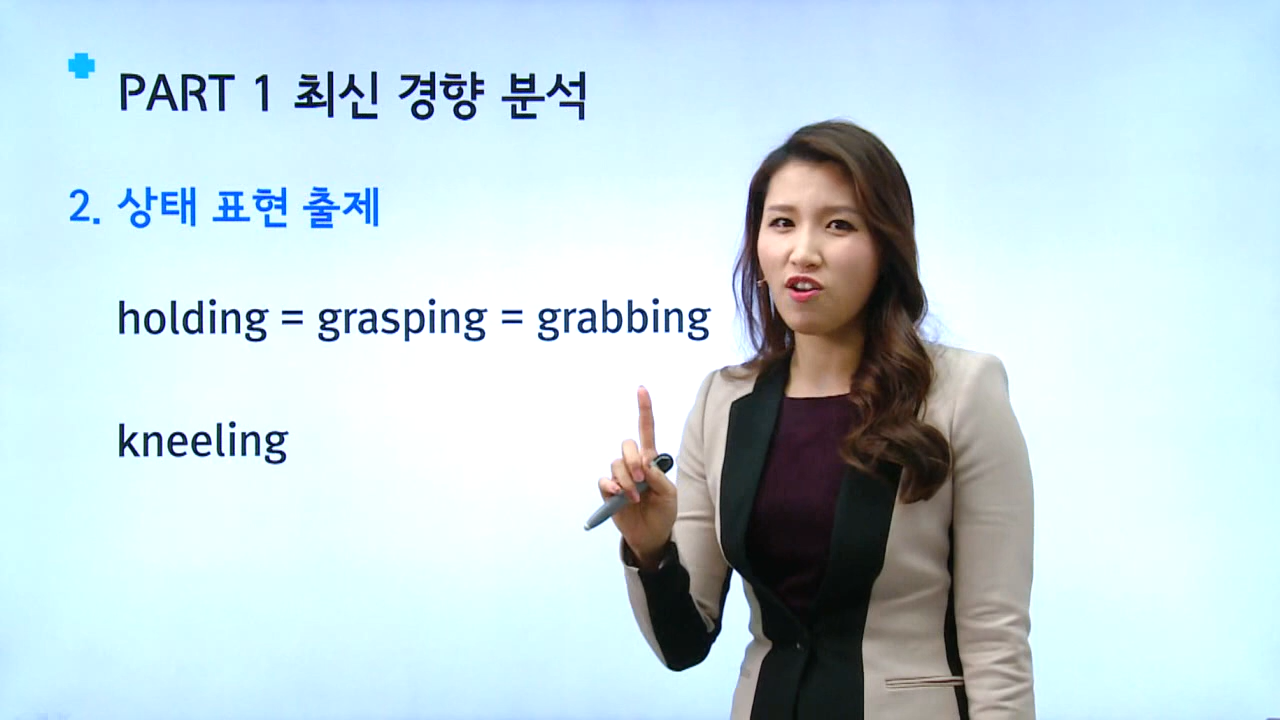 PART 1 최신 경향 분석
2. 상태 표현 출제
holding = grasping = grabbing
kneeling